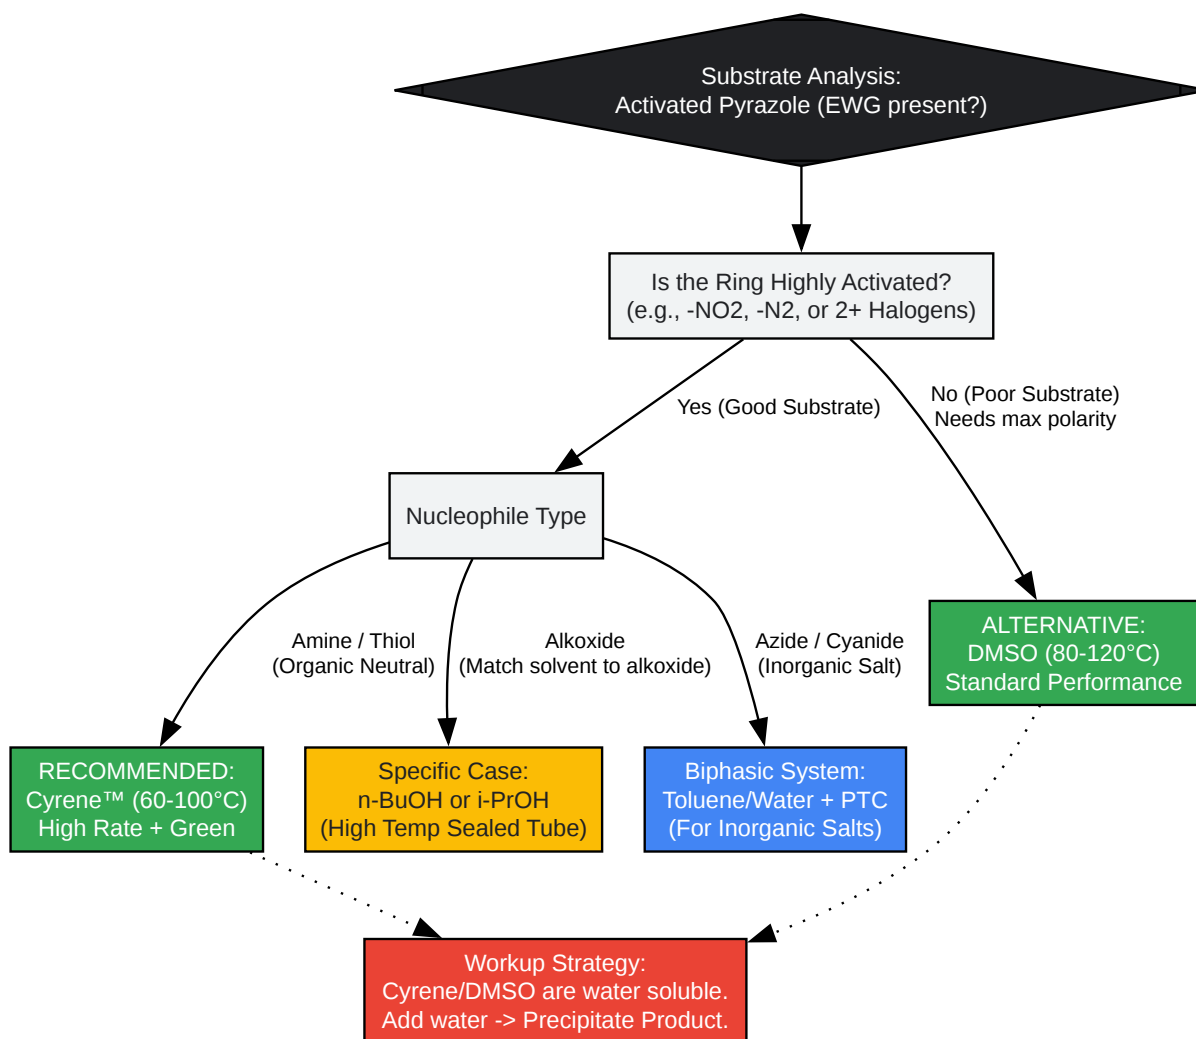 Substrate Analysis:
Activated Pyrazole (EWG present?)
Is the Ring Highly Activated?
(e.g., -NO2, -N2, or 2+ Halogens)
Yes (Good Substrate)
No (Poor Substrate)
Needs max polarity
Nucleophile Type
Amine / Thiol
(Organic Neutral)
Alkoxide
(Match solvent to alkoxide)
Azide / Cyanide
(Inorganic Salt)
ALTERNATIVE:
DMSO (80-120°C)
Standard Performance
RECOMMENDED:
Cyrene™ (60-100°C)
High Rate + Green
Specific Case:
n-BuOH or i-PrOH
(High Temp Sealed Tube)
Biphasic System:
Toluene/Water + PTC
(For Inorganic Salts)
Workup Strategy:
Cyrene/DMSO are water soluble.
Add water -> Precipitate Product.